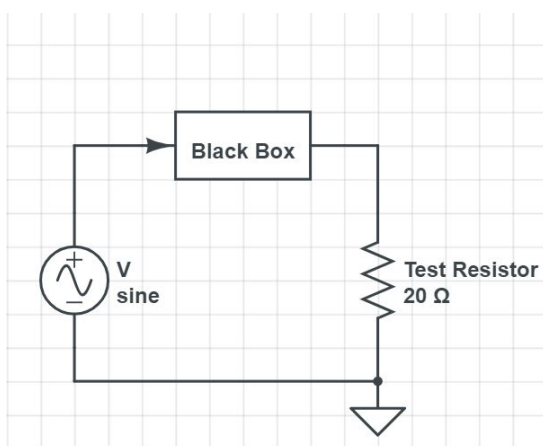 Black Box
V
sine
Test Resistor
20 Ω